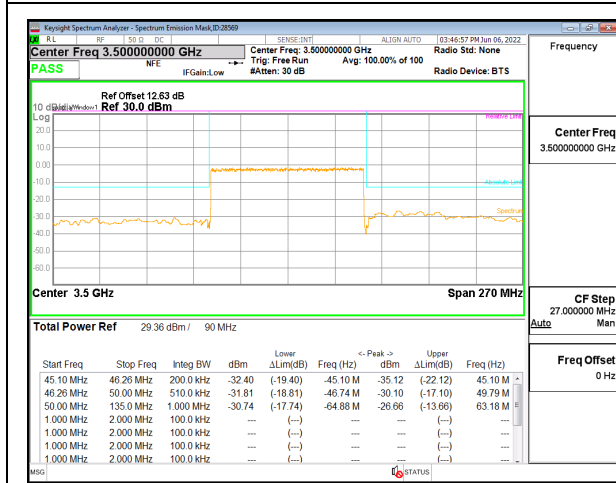 Keysight Spectrum Analyzer - Spectrum Emission Mask,ID:28569
RL RF 50 Ω DC SENSE:INT ALIGN AUTO 03:46:57 PM Jun 06, 2022
Center Freq 3.500000000 GHz Center Freq: 3.500000000 GHz Radio Std: None
NFE Trig: Free Run Avg: 100.00% of 100
PASS IFGain:Low #Atten: 30 dB Radio Device: BTS
Frequency
Ref Offset 12.63 dB
10 dB/div Window1 Ref 30.0 dBm
Log
Relative Limit
20.0
10.0
0.00
-10.0
Absolute Limit
-20.0
Spectrum
-30.0
-40.0
-50.0
-60.0
Center 3.5 GHz Span 270 MHz
Center Freq
3.500000000 GHz
CF Step
27.000000 MHz
Auto Man
Freq Offset
0 Hz
Total Power Ref 29.36 dBm / 90 MHz
Lower <- Peak -> Upper
Start Freq Stop Freq Integ BW dBm ΔLim(dB) Freq (Hz) dBm ΔLim(dB) Freq (Hz)
45.10 MHz 46.26 MHz 200.0 kHz -32.40 (-19.40) -45.10 M -35.12 (-22.12) 45.10 M
46.26 MHz 50.00 MHz 510.0 kHz -31.81 (-18.81) -46.74 M -30.10 (-17.10) 49.79 M
50.00 MHz 135.0 MHz 1.000 MHz -30.74 (-17.74) -64.88 M -26.66 (-13.66) 63.18 M
1.000 MHz 2.000 MHz 100.0 kHz --- (---) --- --- (---) ---
1.000 MHz 2.000 MHz 100.0 kHz --- (---) --- --- (---) ---
1.000 MHz 2.000 MHz 100.0 kHz --- (---) --- --- (---) ---
1.000 MHz 2.000 MHz 100.0 kHz --- (---) --- --- (---) ---
MSG STATUS